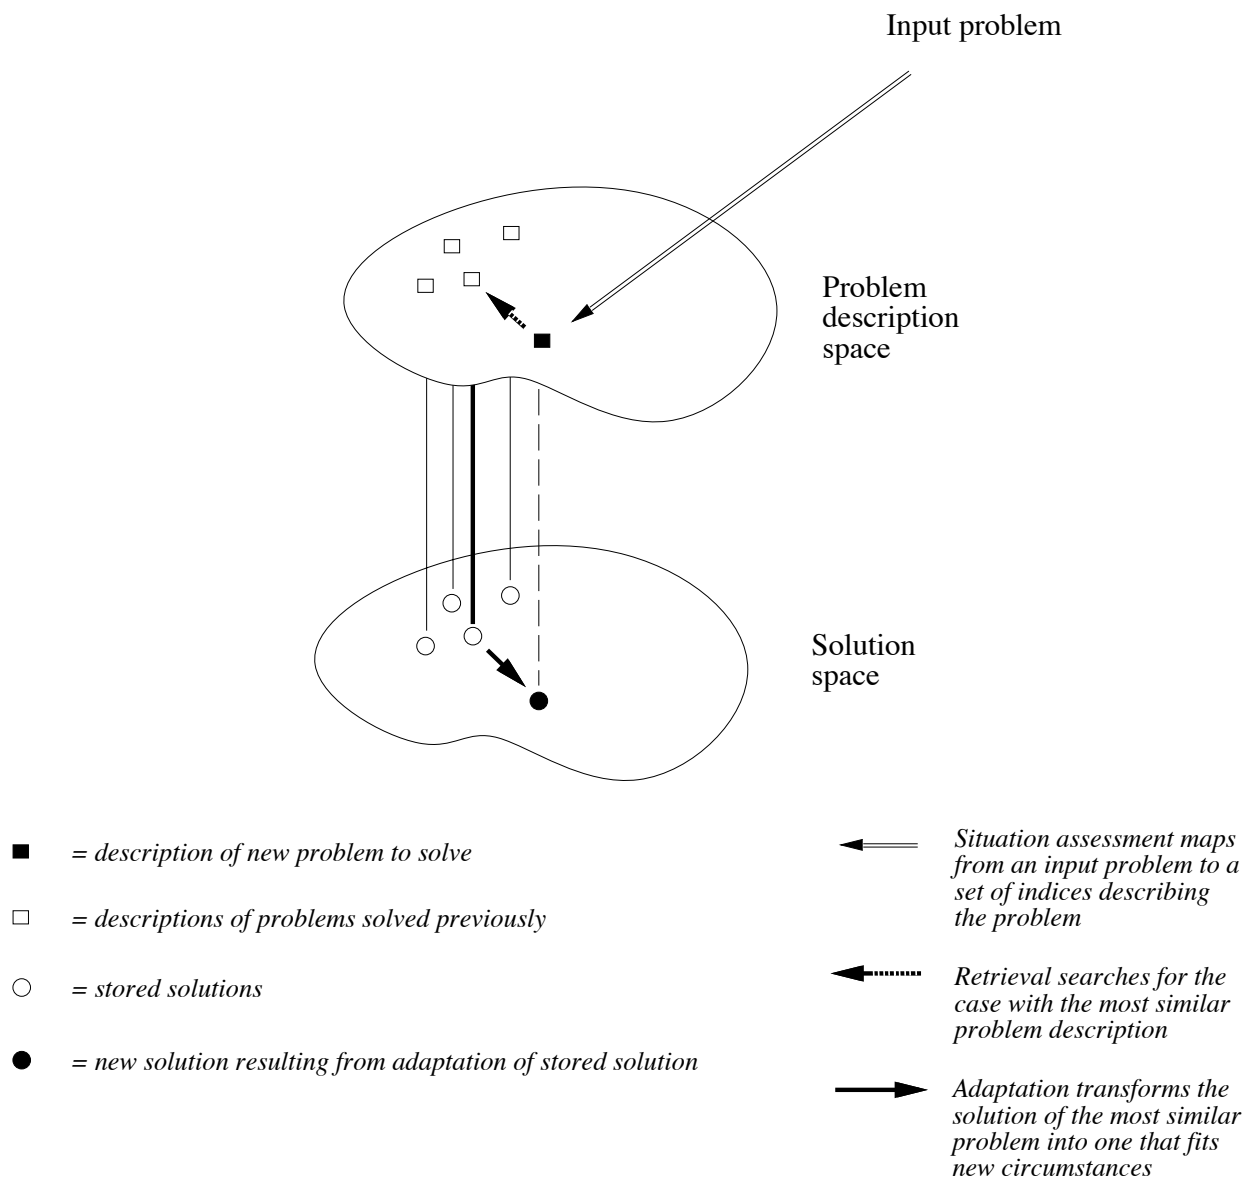 Input problem
Problem
description
space
Solution
space
= description of new problem to solve
= descriptions of problems solved previously
= stored solutions
= new solution resulting from adaptation of stored solution
Situation assessment maps
from an input problem to a
set of indices describing
the problem
Retrieval searches for the
case with the most similar
problem description
Adaptation transforms the
solution of the most similar
problem into one that fits
new circumstances